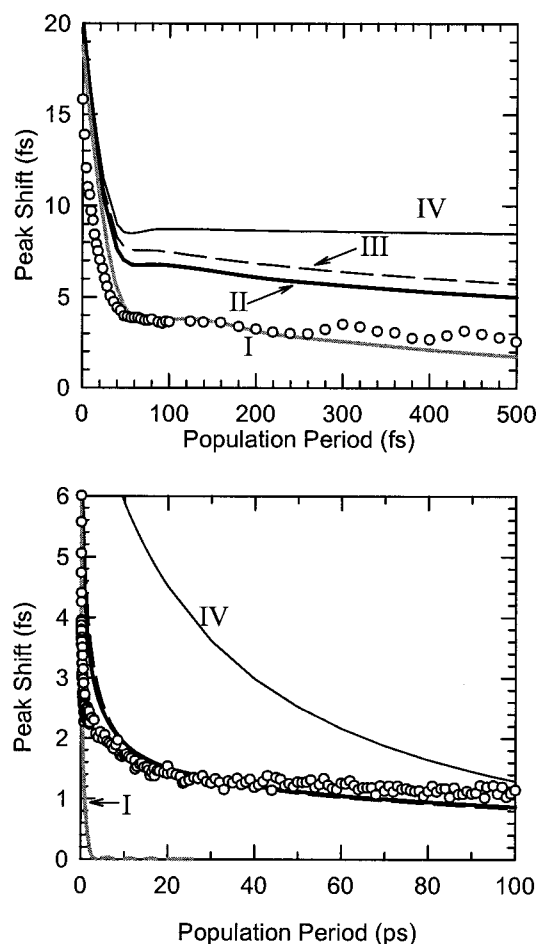 20
15
10
5
0
Peak Shift (fs)
IV
III
II
I
0 100 200 300 400 500
Population Period (fs)
6
5
4
3
2
1
0
Peak Shift (fs)
IV
I
0 20 40 60 80 100
Population Period (ps)